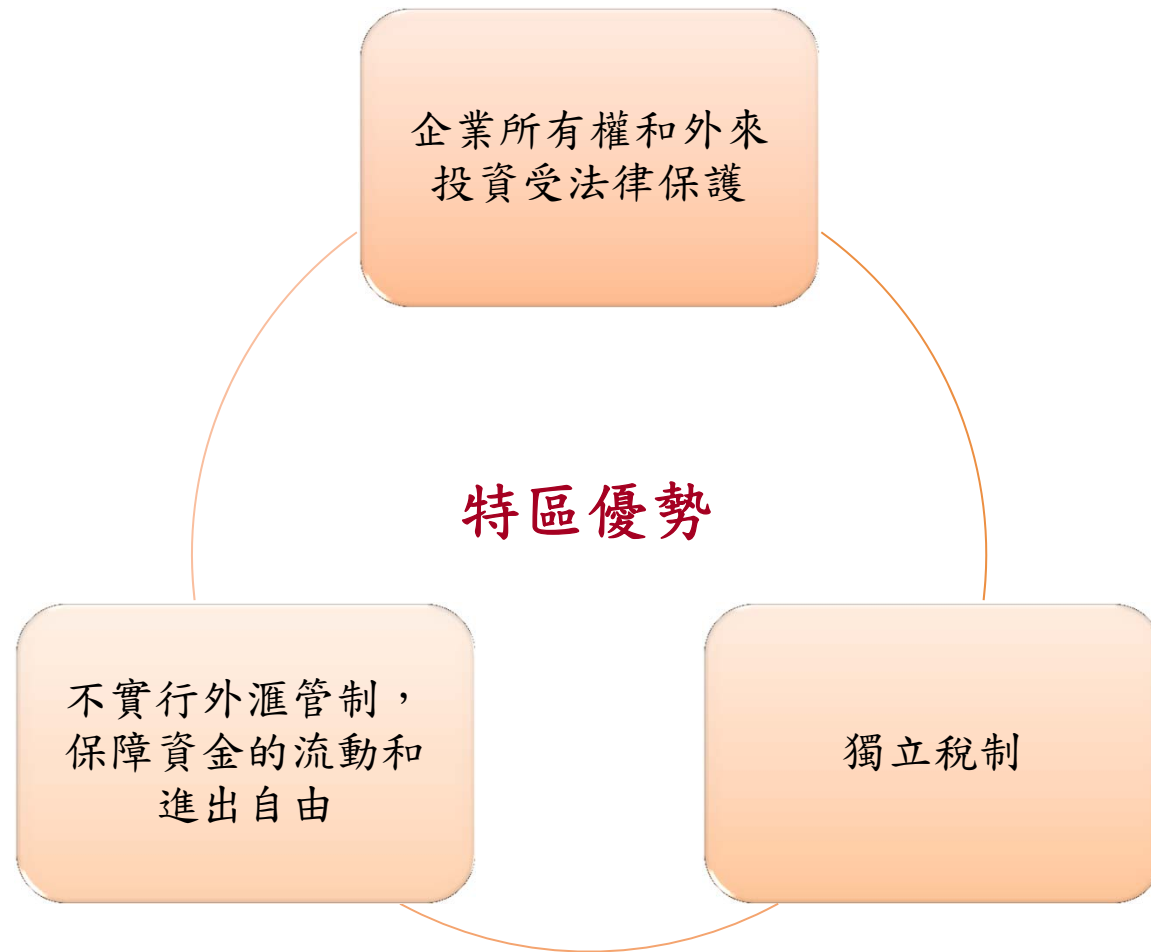 企業所有權和外來
投資受法律保護
特區優勢
不實行外滙管制，
保障資金的流動和
進出自由
獨立稅制